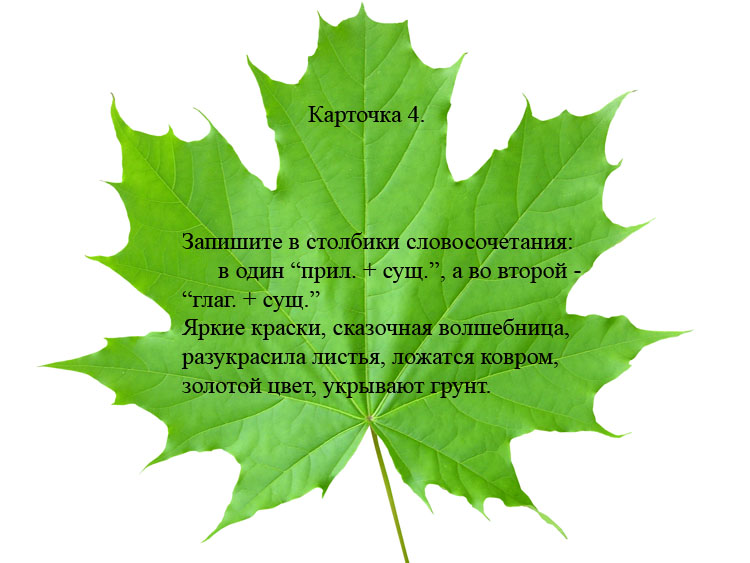 Карточка 4.
Запишите в столбики словосочетания:
в один “прил. + сущ.”, а во второй -
“глаг. + сущ.”
Яркие краски, сказочная волшебница,
разукрасила листья, ложатся ковром,
золотой цвет, укрывают грунт.